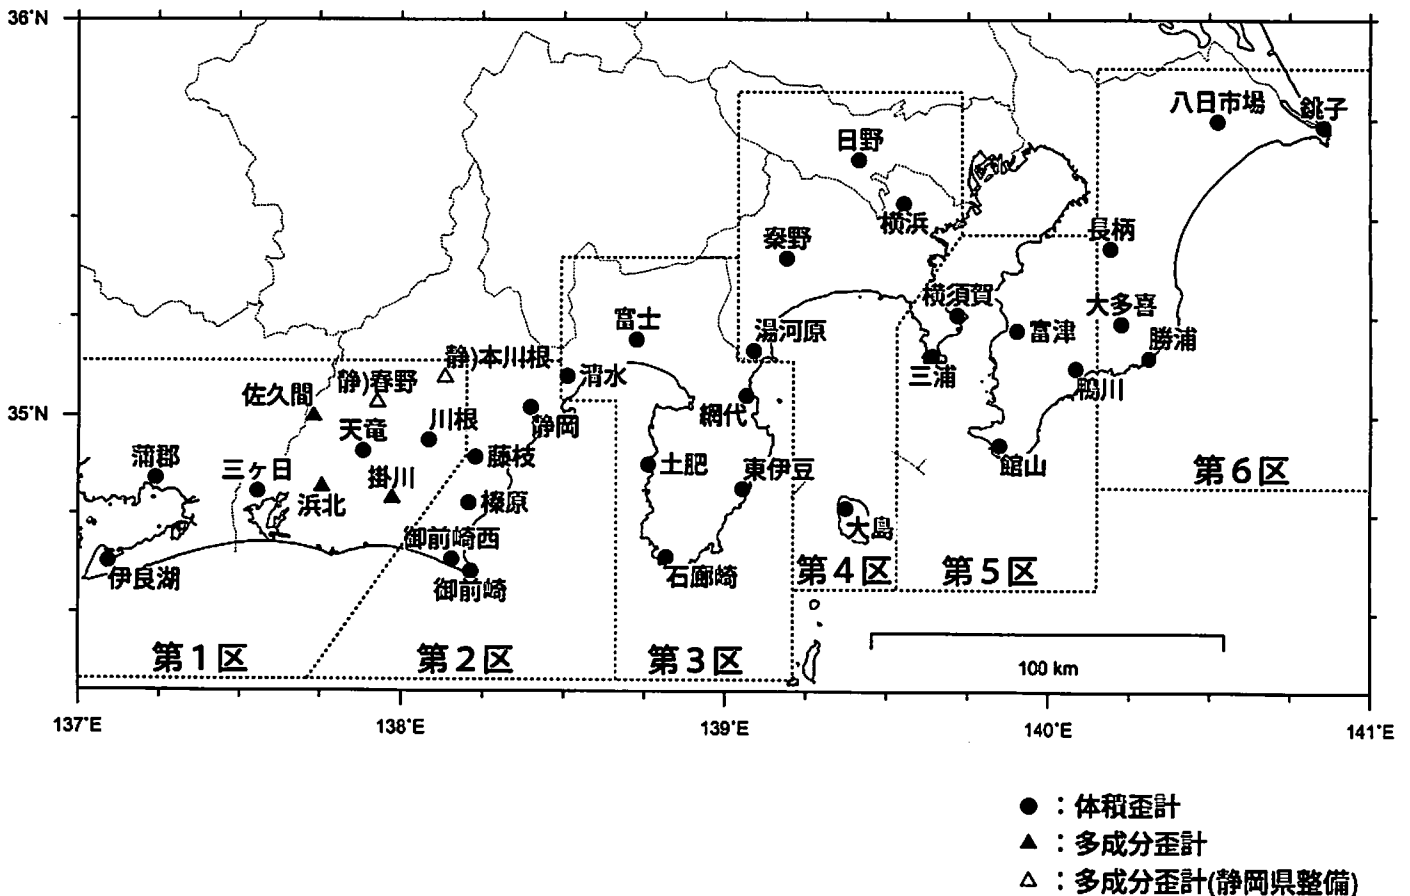 36°N
八日市場
銚子
日野
横浜
長柄
秦野
横須賀
大多喜
富士
湯河原
富津
勝浦
静)本川根
三浦
静)春野
清水
鴨川
佐久間
35°N
川根
静岡
網代
天竜
蒲郡
三ヶ日
藤枝
土肥
東伊豆
館山
第6区
掛川
浜北
榛原
大島
御前崎西
伊良湖
御前崎
石廊崎
第4区
第5区
第1区
第2区
第3区
100 km
137°E
138°E
139°E
140°E
141°E
●：体積歪計
▲：多成分歪計
△：多成分歪計(静岡県整備)